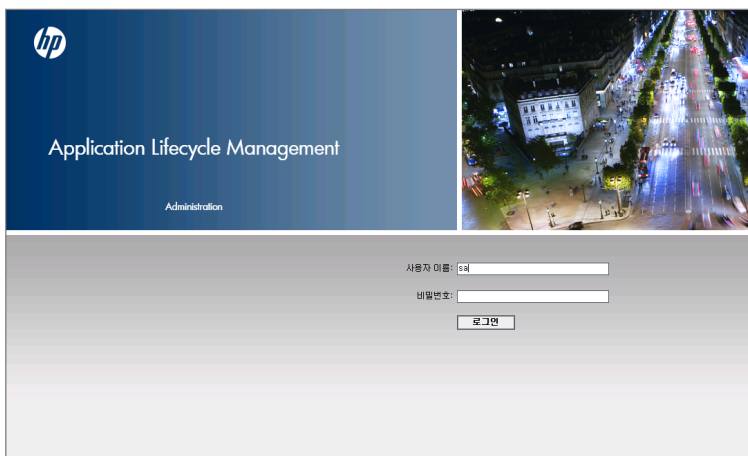 hp
Application Lifecycle Management
Administration
사용자 이름: sa
비밀번호:
로그인